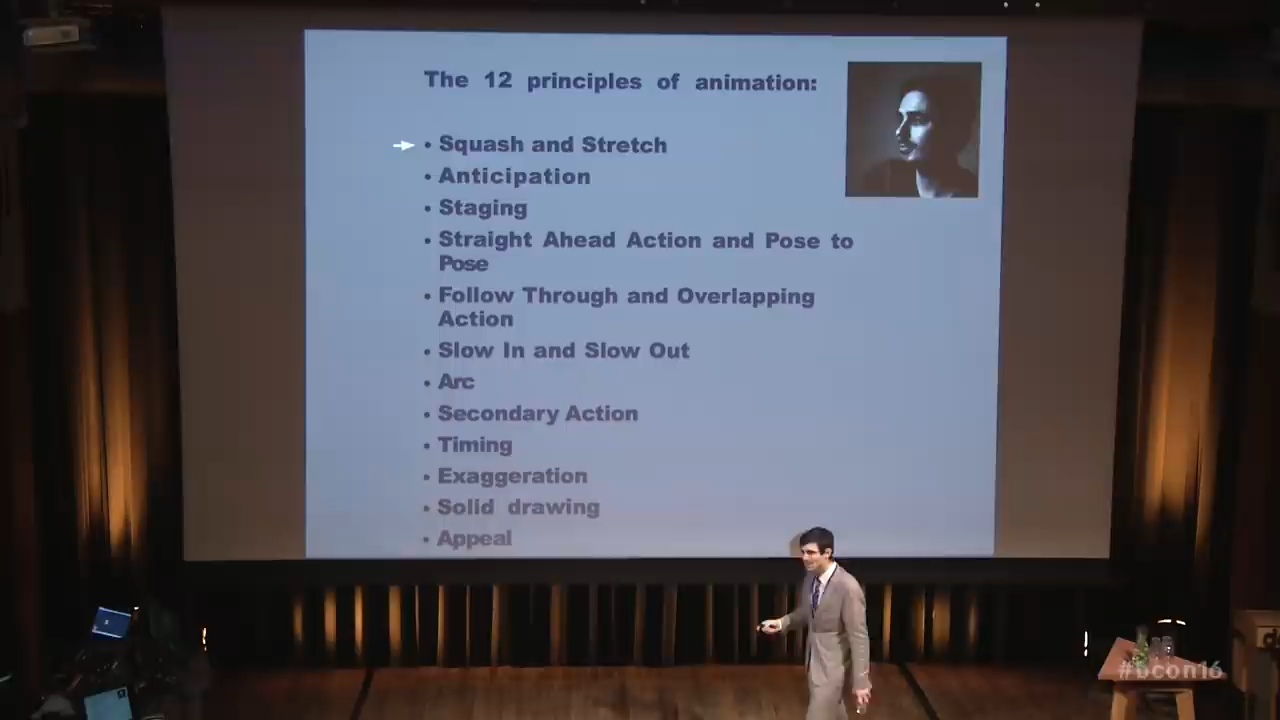 The 12 principles of animation:
• Squash and Stretch
• Anticipation
• Staging
• Straight Ahead Action and Pose to
Pose
• Follow Through and Overlapping
Action
• Slow In and Slow Out
• Arc
• Secondary Action
• Timing
• Exaggeration
• Solid drawing
• Appeal
#bcon16